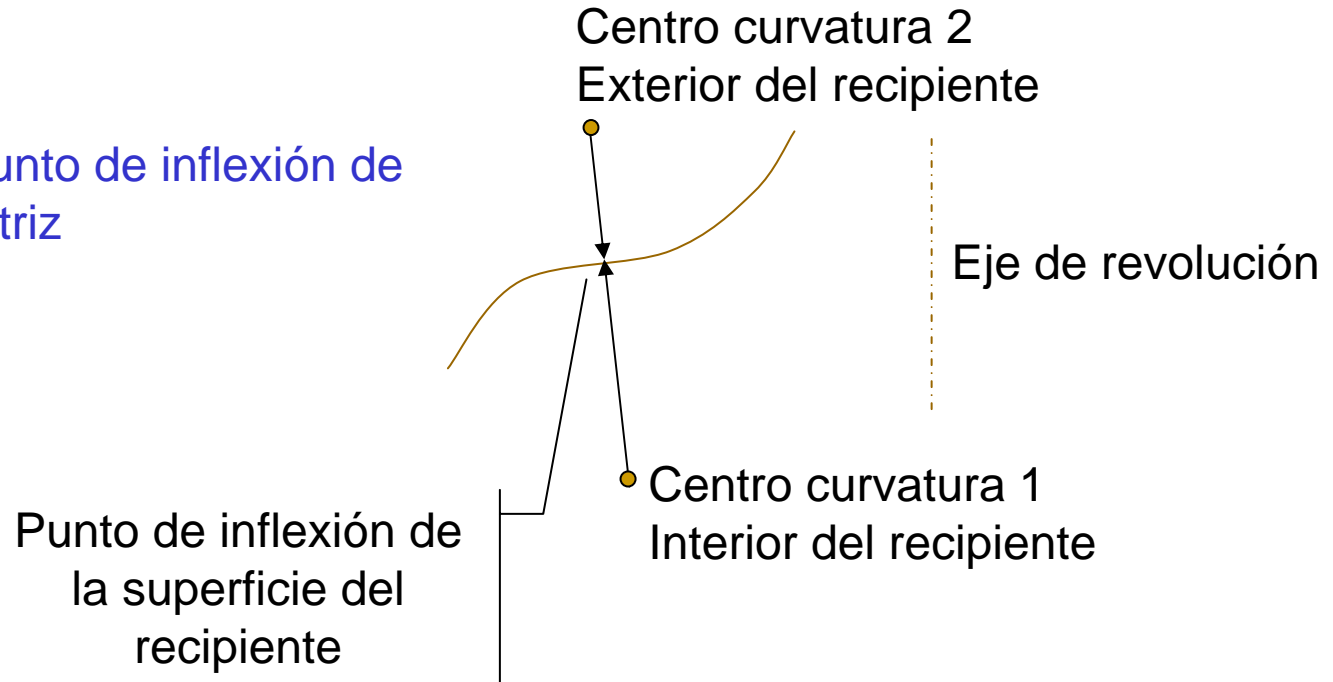 Centro curvatura 2
Exterior del recipiente
unto de inflexión de
triz
Eje de revolución
Centro curvatura 1
Interior del recipiente
Punto de inflexión de
la superficie del
recipiente